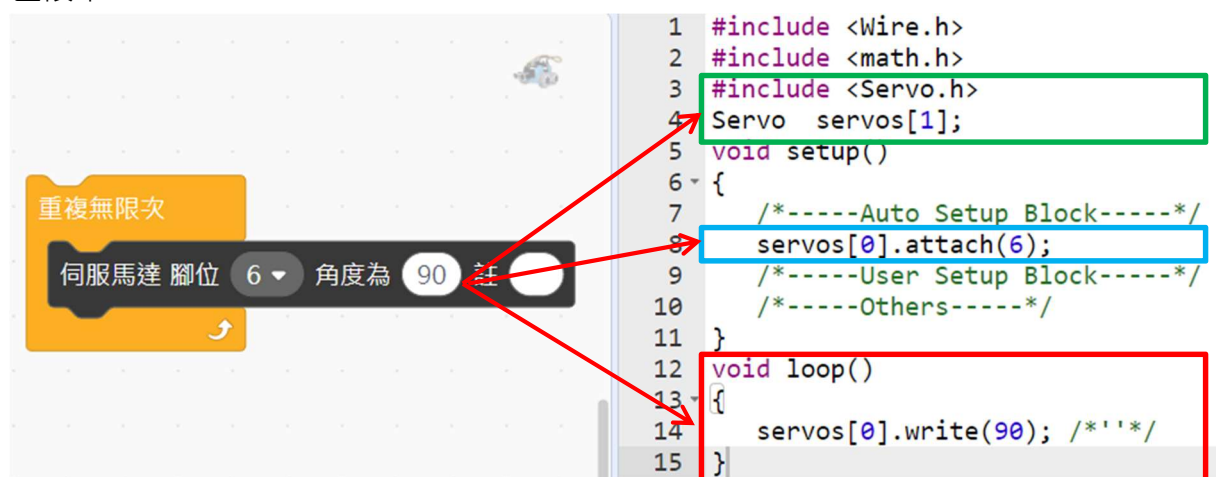 重複無限次
伺服馬達 腳位 6 角度為 90 註
1 #include <Wire.h>
2 #include <math.h>
3 #include <Servo.h>
4 Servo  servos[1];
5 void setup()
6 {
7 /*-----Auto Setup Block-----*/
8 servos[0].attach(6);
9 /*-----User Setup Block-----*/
10 /*-----Others-----*/
11 }
12 void loop()
13 {
14 servos[0].write(90); /*''*/
15 }